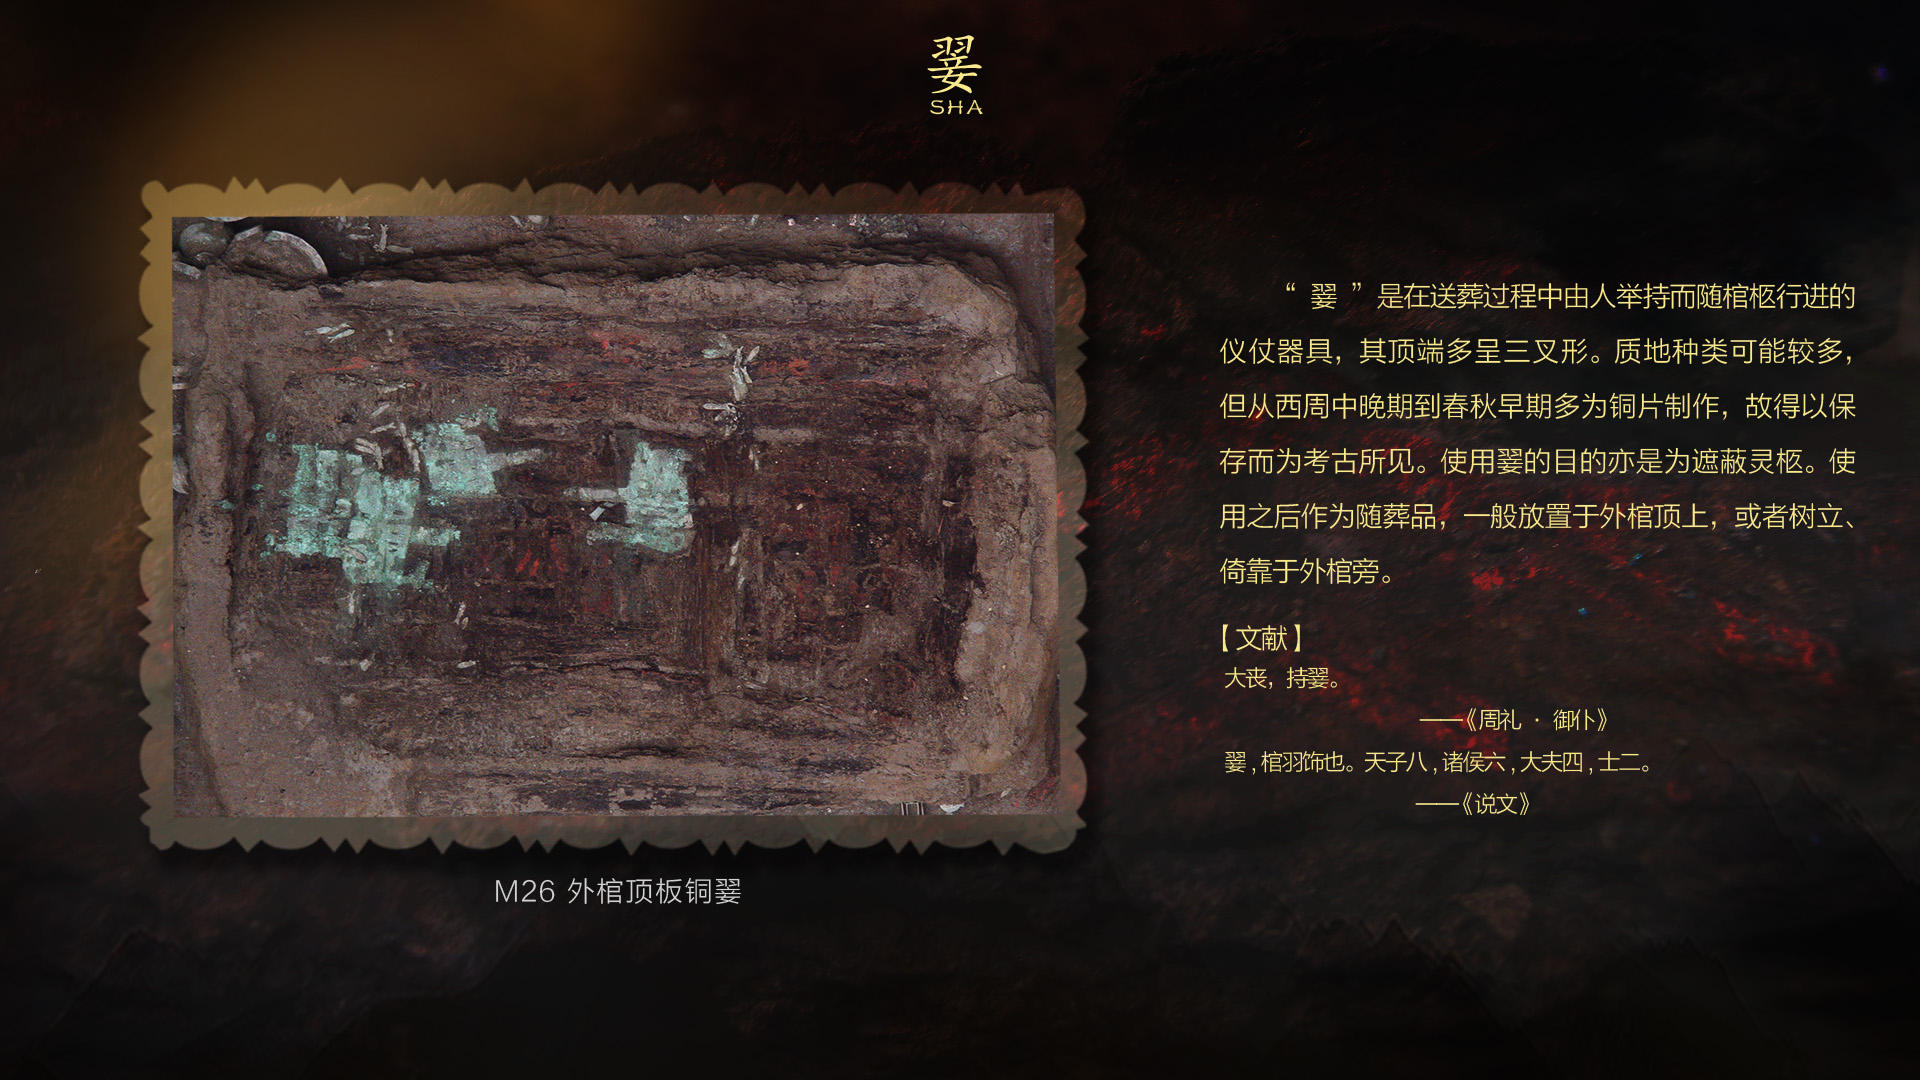 翣
SHA
“翣”是在送葬过程中由人举持而随棺柩行进的
仪仗器具，其顶端多呈三叉形。质地种类可能较多，
但从西周中晚期到春秋早期多为铜片制作，故得以保
存而为考古所见。使用翣的目的亦是为遮蔽灵柩。使
用之后作为随葬品，一般放置于外棺顶上，或者树立、
倚靠于外棺旁。
【文献】
大丧，持翣。
——《周礼 · 御仆》
翣，棺羽饰也。天子八，诸侯六，大夫四，士二。
——《说文》
M26 外棺顶板铜翣